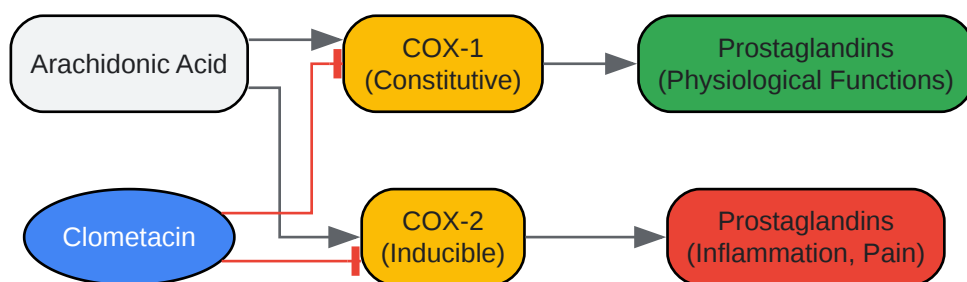 Arachidonic Acid
COX-1
(Constitutive)
Prostaglandins
(Physiological Functions)
Clometacin
COX-2
(Inducible)
Prostaglandins
(Inflammation, Pain)